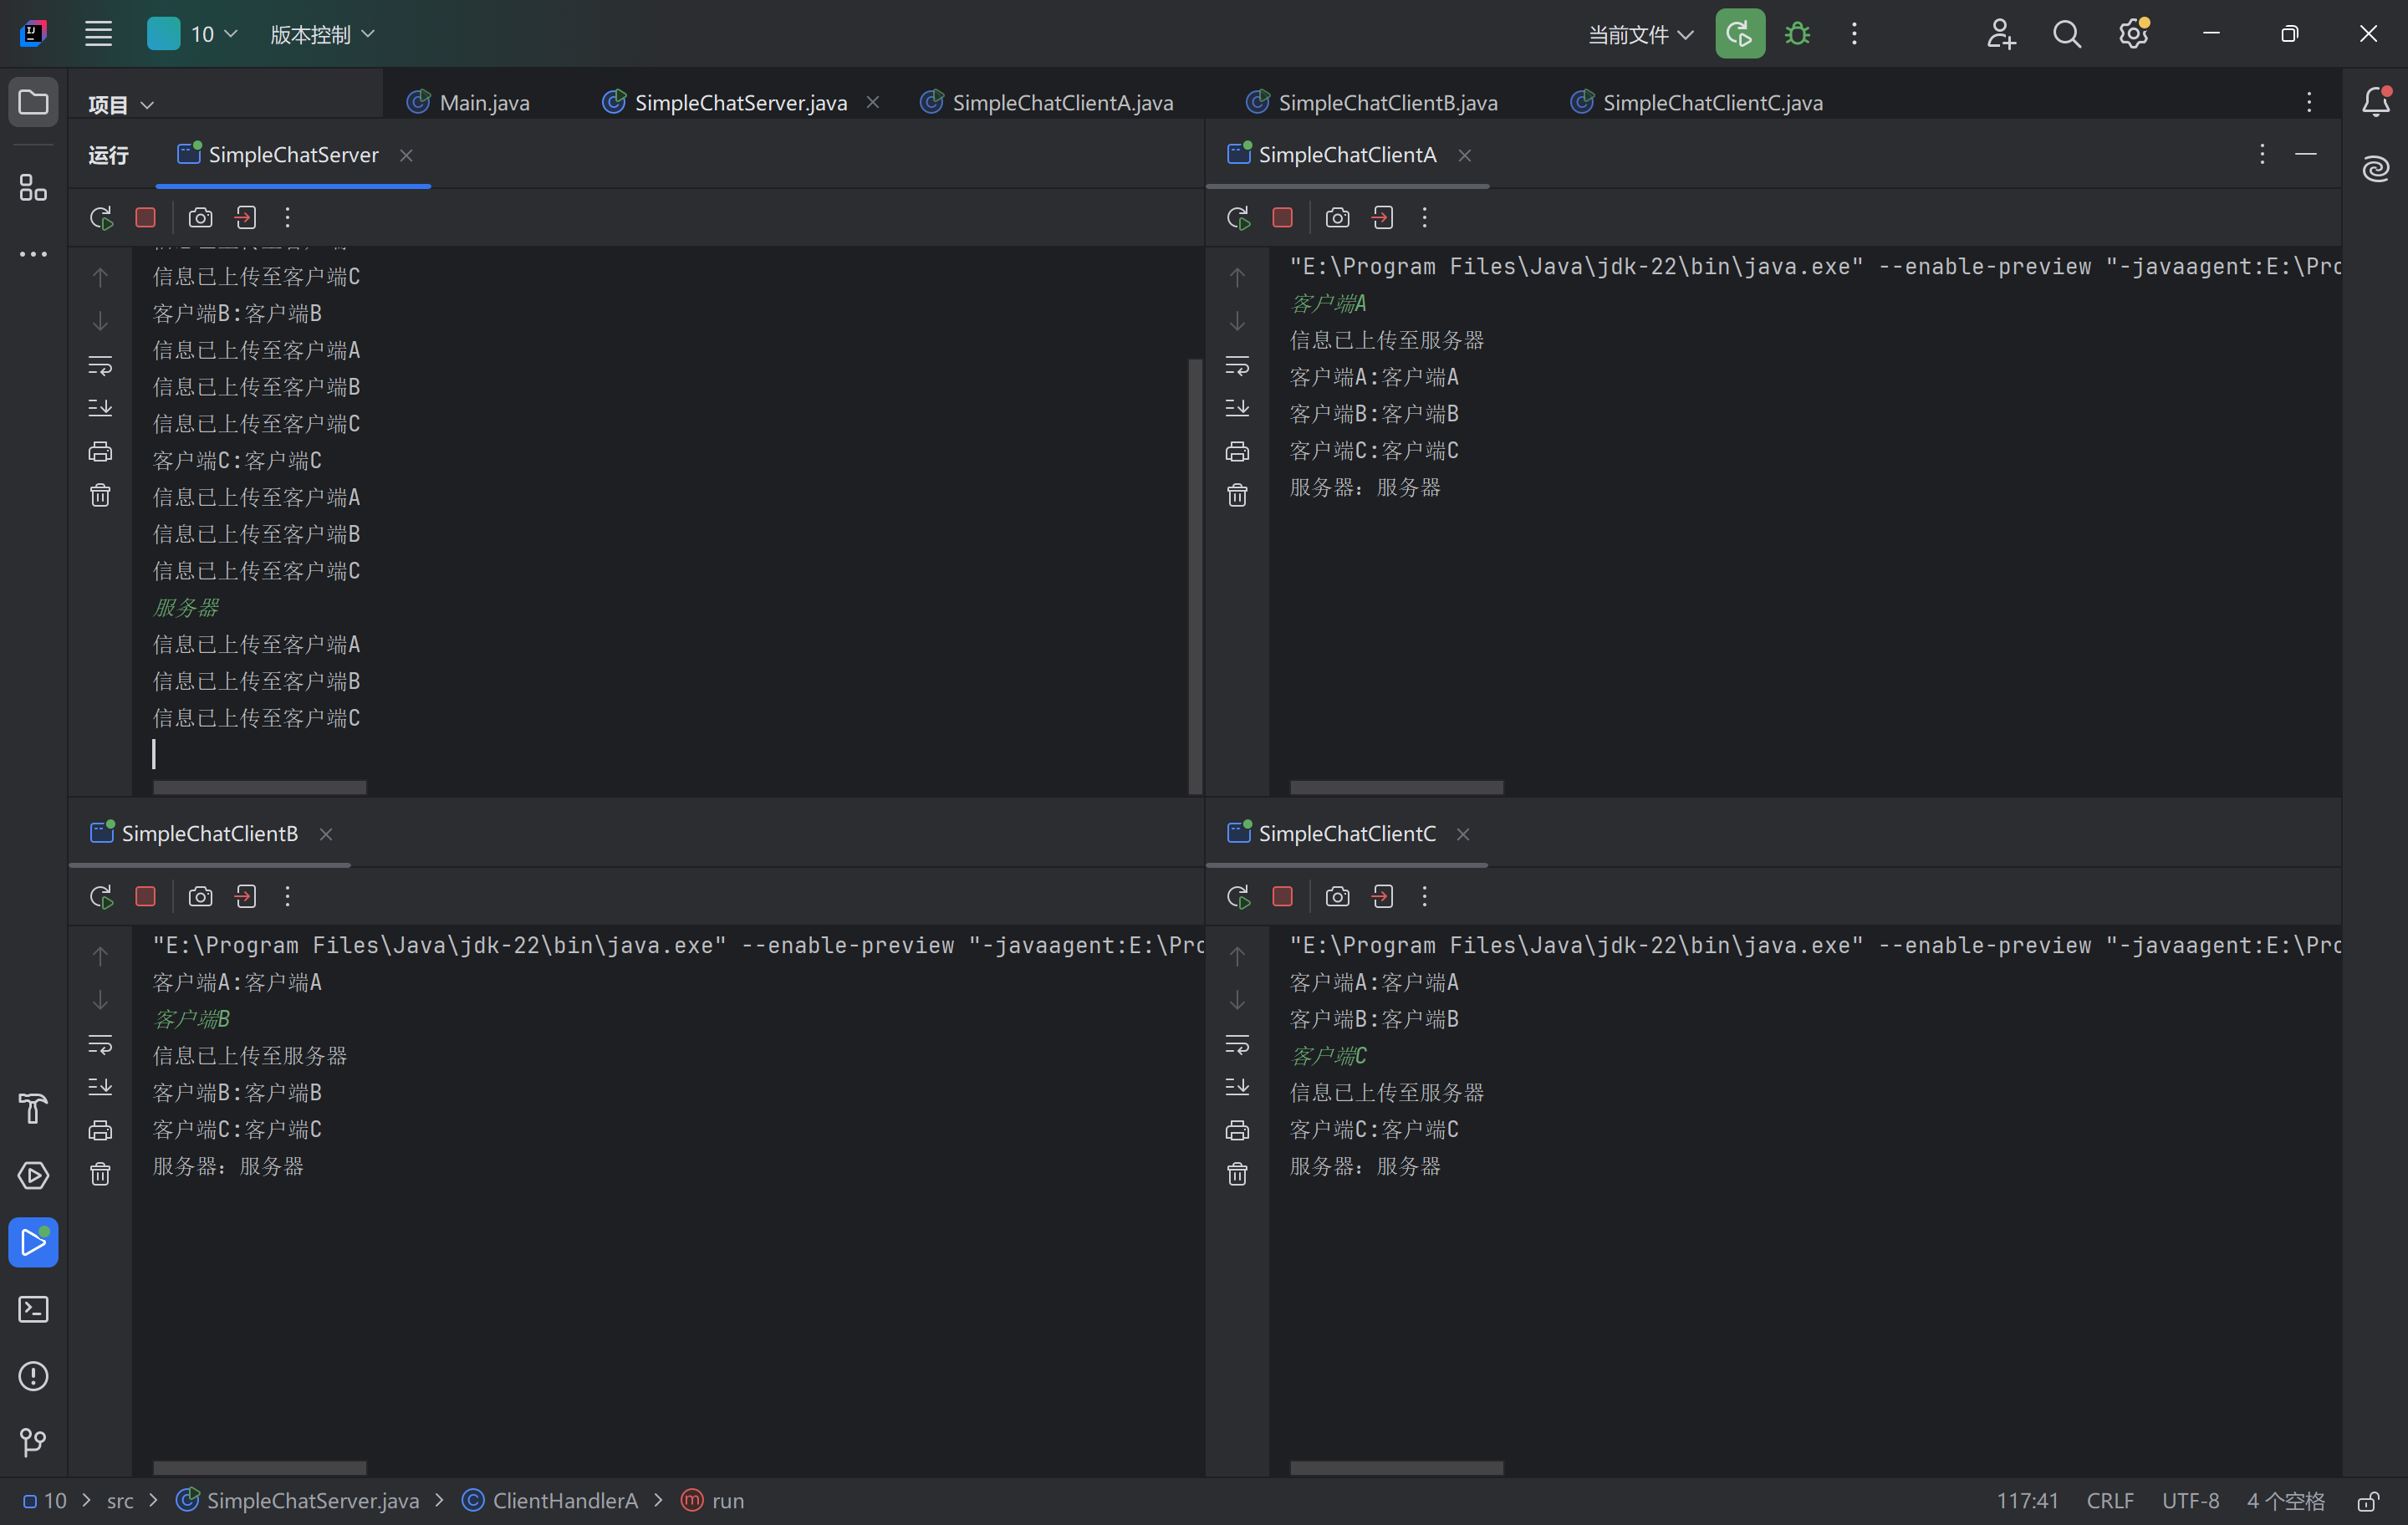 10
版本控制
当前文件
项目
Main.java
SimpleChatServer.java
SimpleChatClientA.java
SimpleChatClientB.java
SimpleChatClientC.java
运行
SimpleChatServer
信息已上传至客户端C
客户端B:客户端B
信息已上传至客户端A
信息已上传至客户端B
信息已上传至客户端C
客户端C:客户端C
信息已上传至客户端A
信息已上传至客户端B
信息已上传至客户端C
服务器
信息已上传至客户端A
信息已上传至客户端B
信息已上传至客户端C
SimpleChatClientA
"E:\Program Files\Java\jdk-22\bin\java.exe" --enable-preview "-javaagent:E:\Pro
客户端A
信息已上传至服务器
客户端A:客户端A
客户端B:客户端B
客户端C:客户端C
服务器：服务器
SimpleChatClientB
"E:\Program Files\Java\jdk-22\bin\java.exe" --enable-preview "-javaagent:E:\Pro
客户端A:客户端A
客户端B
信息已上传至服务器
客户端B:客户端B
客户端C:客户端C
服务器：服务器
SimpleChatClientC
"E:\Program Files\Java\jdk-22\bin\java.exe" --enable-preview "-javaagent:E:\Pro
客户端A:客户端A
客户端B:客户端B
客户端C
信息已上传至服务器
客户端C:客户端C
服务器：服务器
10 > src > SimpleChatServer.java > ClientHandlerA > run
117:41 CRLF UTF-8 4 个空格